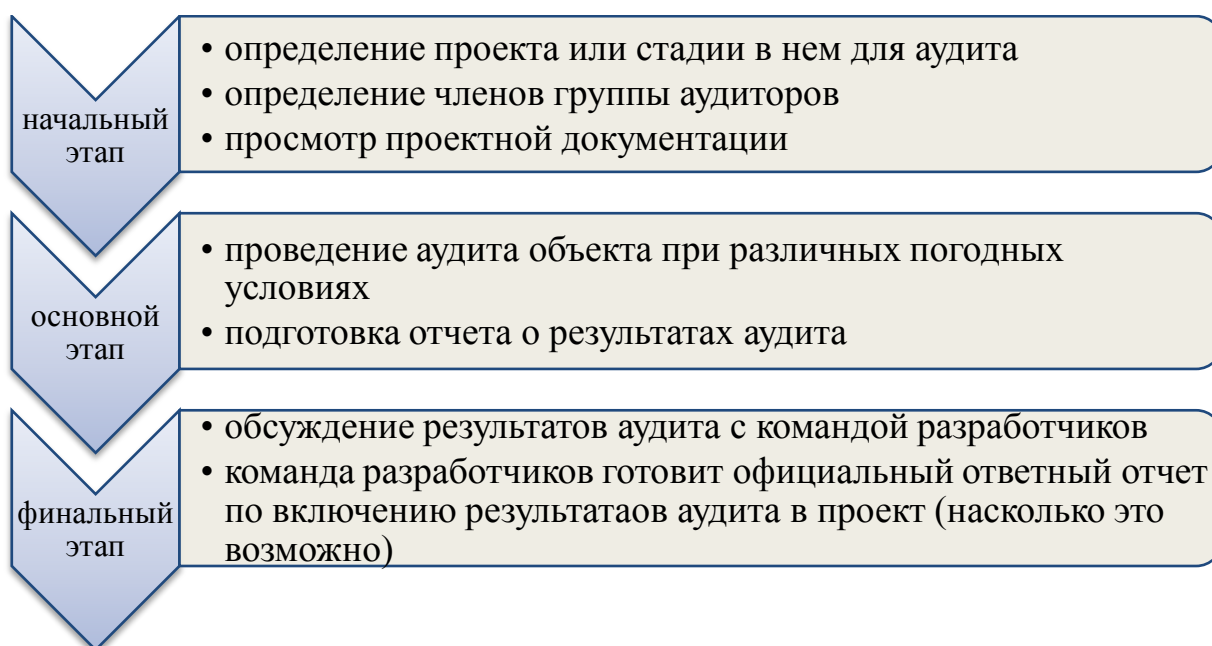 начальный
этап
• определение проекта или стадии в нем для аудита
• определение членов группы аудиторов
• просмотр проектной документации
основной
этап
• проведение аудита объекта при различных погодных
условиях
• подготовка отчета о результатах аудита
финальный
этап
• обсуждение результатов аудита с командой разработчиков
• команда разработчиков готовит официальный ответный отчет
по включению результатаов аудита в проект (насколько это
возможно)